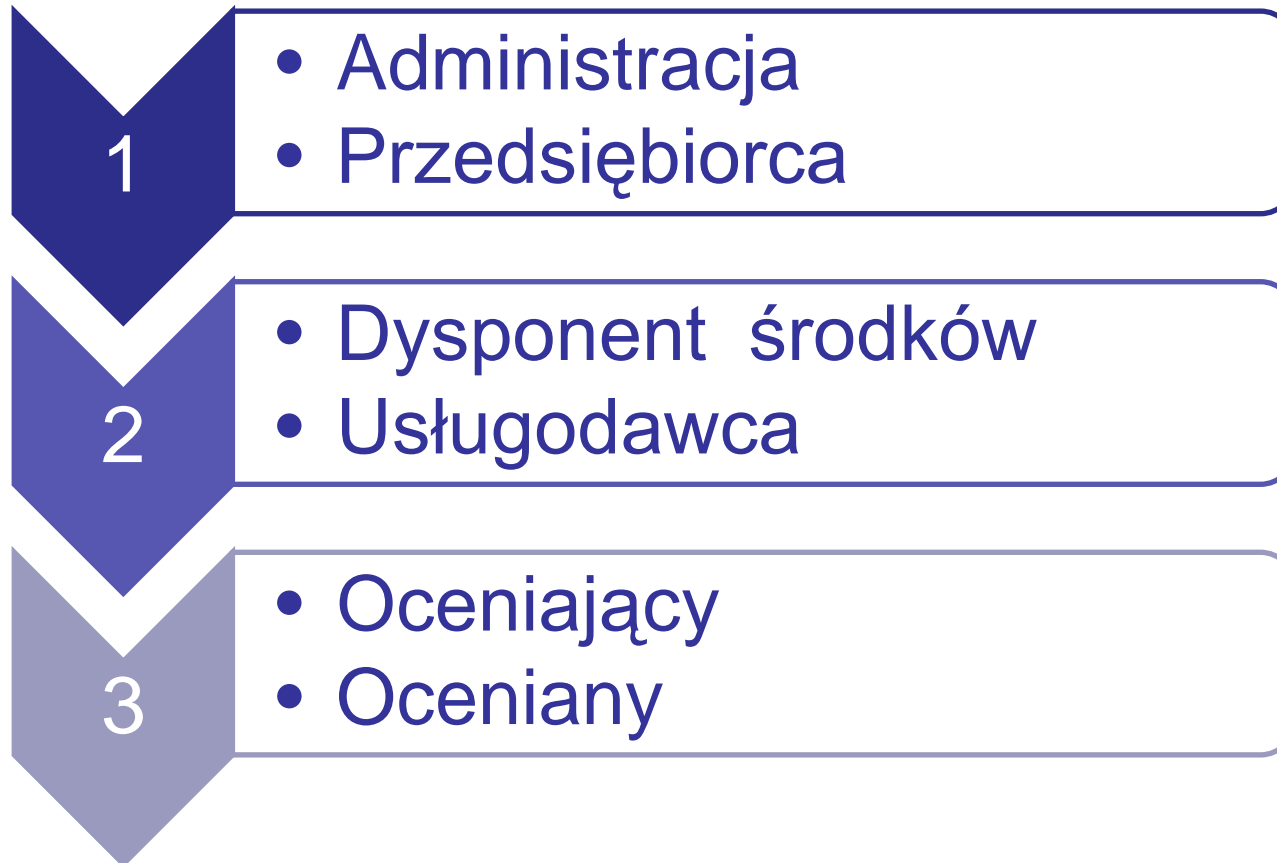 1
• Administracja
• Przedsiębiorca
2
• Dysponent środków
• Usługodawca
3
• Oceniający
• Oceniany